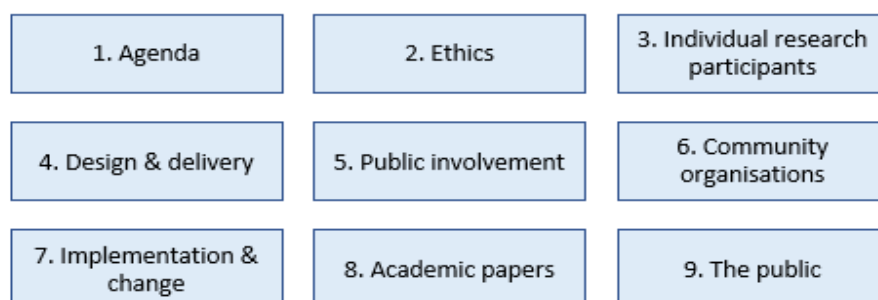 1. Agenda
2. Ethics
3. Individual research
participants
4. Design & delivery
5. Public involvement
6. Community
organisations
7. Implementation &
change
8. Academic papers
9. The public